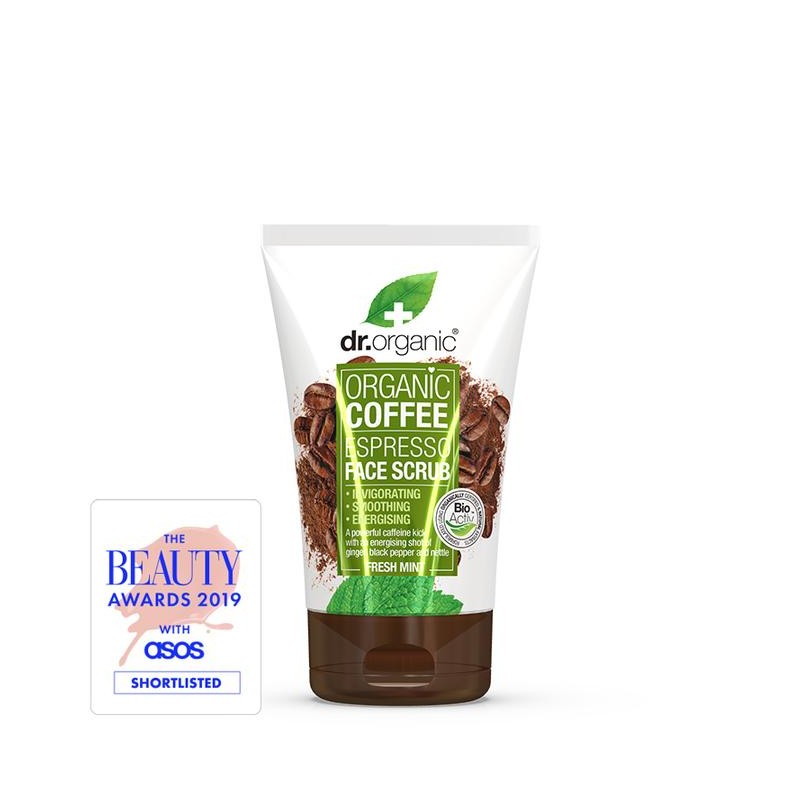 dr.organic®
ORGANIC
COFFEE
ESPRESSO
FACE SCRUB
• INVIGORATING
• SMOOTHING
• ENERGISING
A powerful caffeine kick
with an energising shot of
ginger, black pepper and nettle
FRESH MINT
Bio
Activ
THE
BEAUTY
AWARDS 2019
WITH
asos
SHORTLISTED